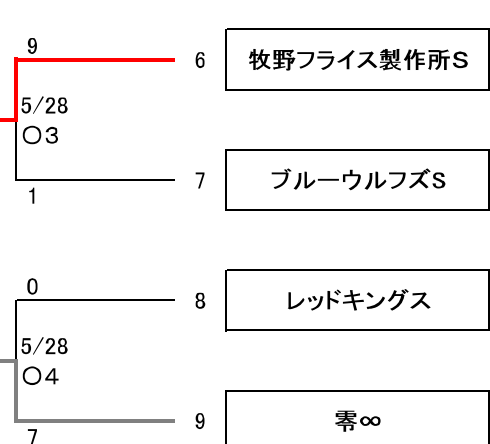 9
6 牧野フライス製作所S
5/28
〇3
7 ブルーウルフズS
1
0
8 レッドキングス
5/28
〇4
9 零∞
7